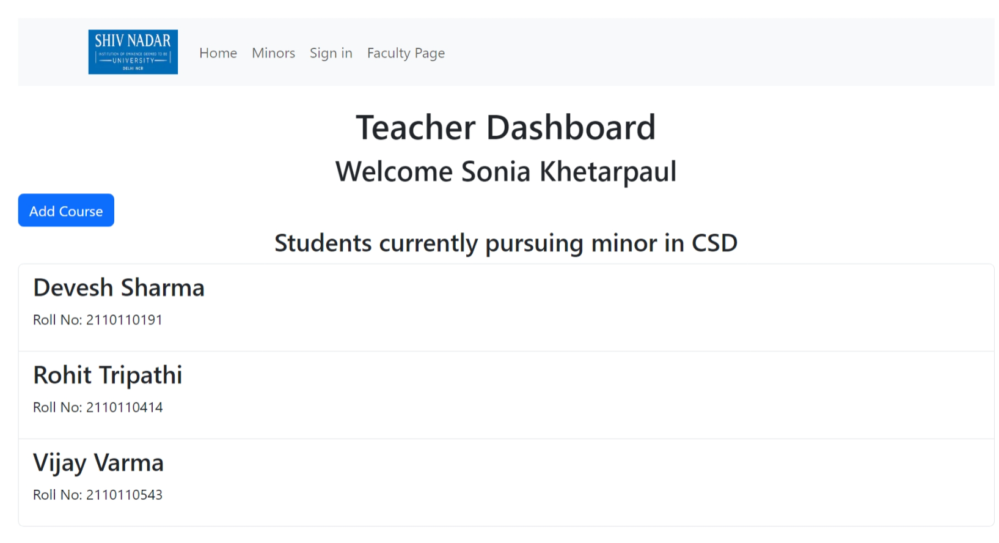 SHIV NADAR
INSTITUTION OF EMINENCE DEEMED TO BE
UNIVERSITY
DELHI NCR
Home Minors Sign in Faculty Page
Teacher Dashboard
Welcome Sonia Khetarpaul
Add Course
Students currently pursuing minor in CSD
Devesh Sharma
Roll No: 2110110191
Rohit Tripathi
Roll No: 2110110414
Vijay Varma
Roll No: 2110110543